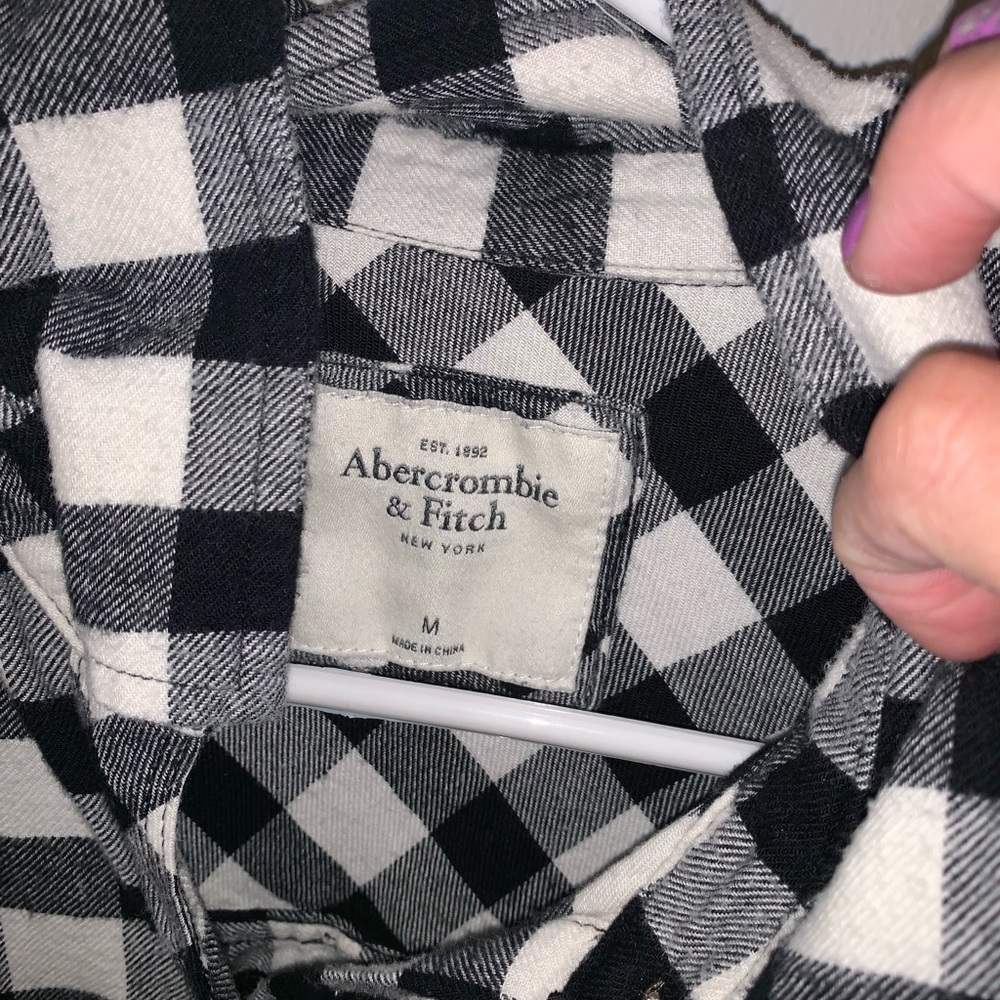 EST. 1892
Abercrombie
& Fitch
NEW YORK
M
MADE IN CHINA